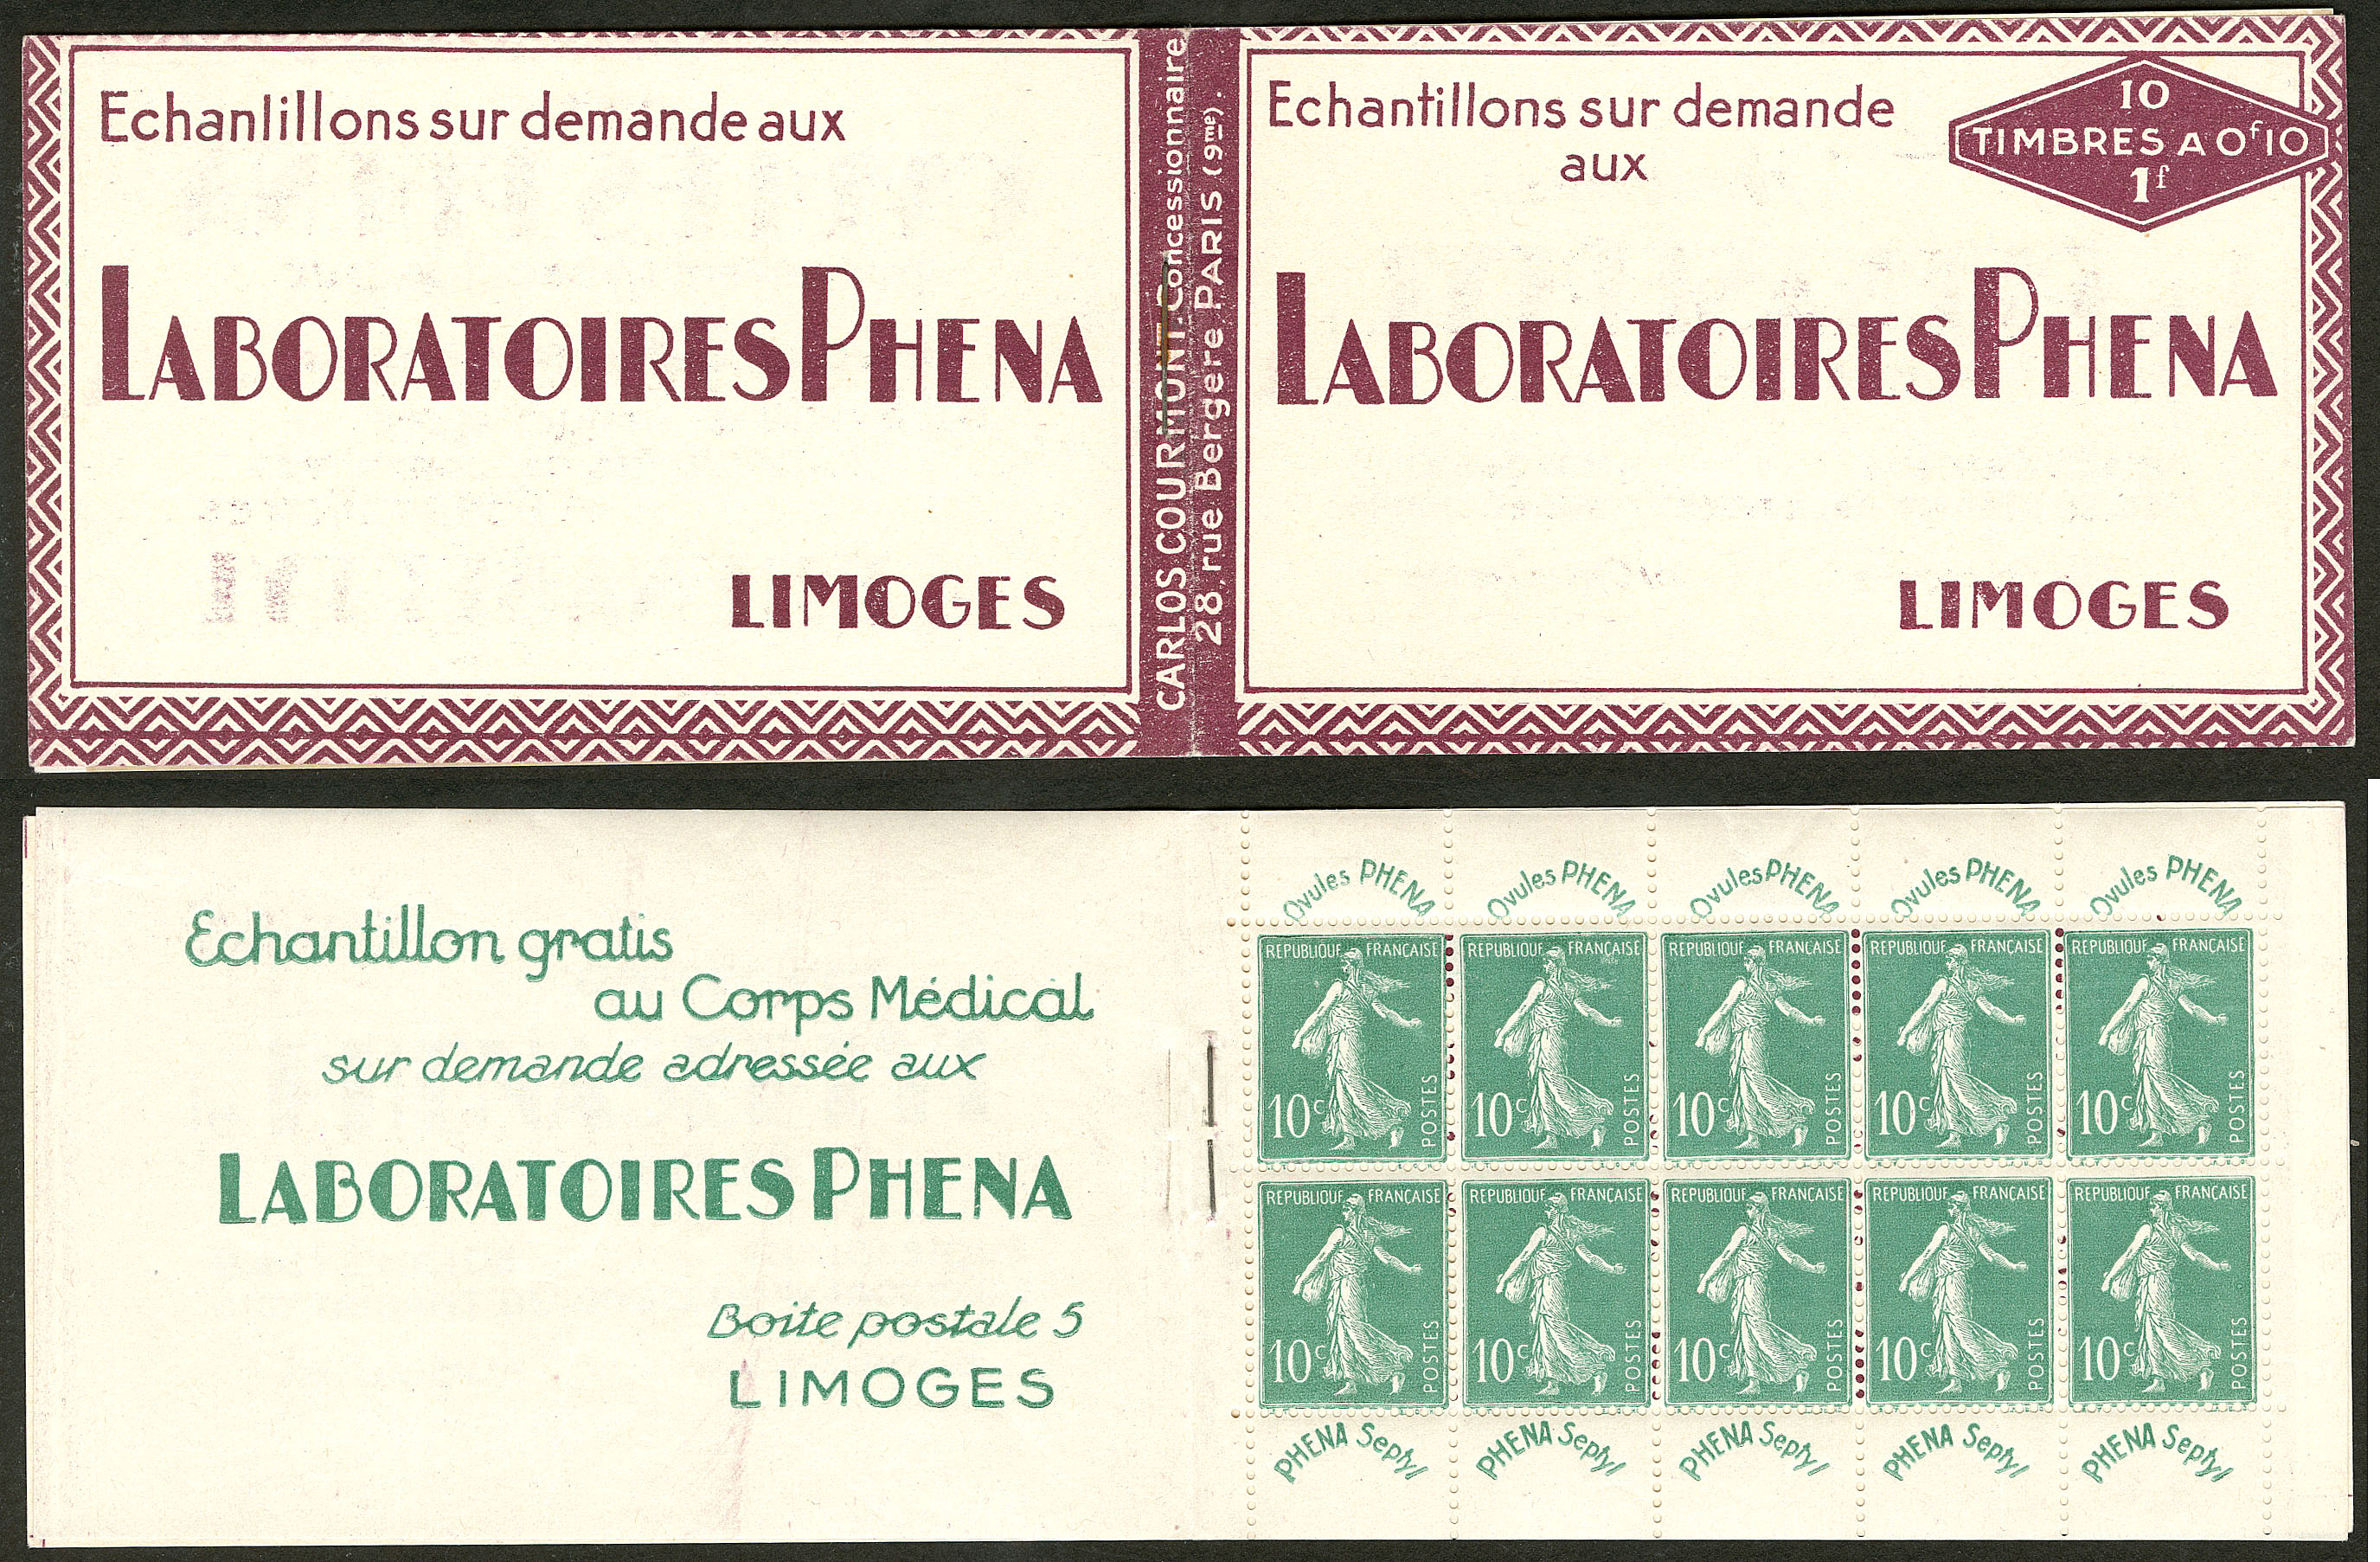 Echanlillons sur demande aux
LABORATOIRES PHENA
LIMOGES
CARLOS COURMONT. Concessionnaire
28, rue Bergère PARIS (9me).
Echantillons sur demande
aux
10
TIMBRES A 0f10
1f
LABORATOIRES PHENA
LIMOGES
Echantillon gratis
au Corps Médical
sur demande adressée aux
LABORATOIRES PHENA
Boite postale 5
LIMOGES
Ovules PHENA Ovules PHENA Ovules PHENA Ovules PHENA Ovules PHENA
REPUBLIQUE FRANÇAISE REPUBLIQUE FRANÇAISE REPUBLIQUE FRANÇAISE REPUBLIQUE FRANÇAISE REPUBLIQUE FRANÇAISE
10c POSTES 10c POSTES 10c POSTES 10c POSTES 10c POSTES
REPUBLIQUE FRANÇAISE REPUBLIQUE FRANÇAISE REPUBLIQUE FRANÇAISE REPUBLIQUE FRANÇAISE REPUBLIQUE FRANÇAISE
10c POSTES 10c POSTES 10c POSTES 10c POSTES 10c POSTES
PHENA Septyl PHENA Septyl PHENA Septyl PHENA Septyl PHENA Septyl